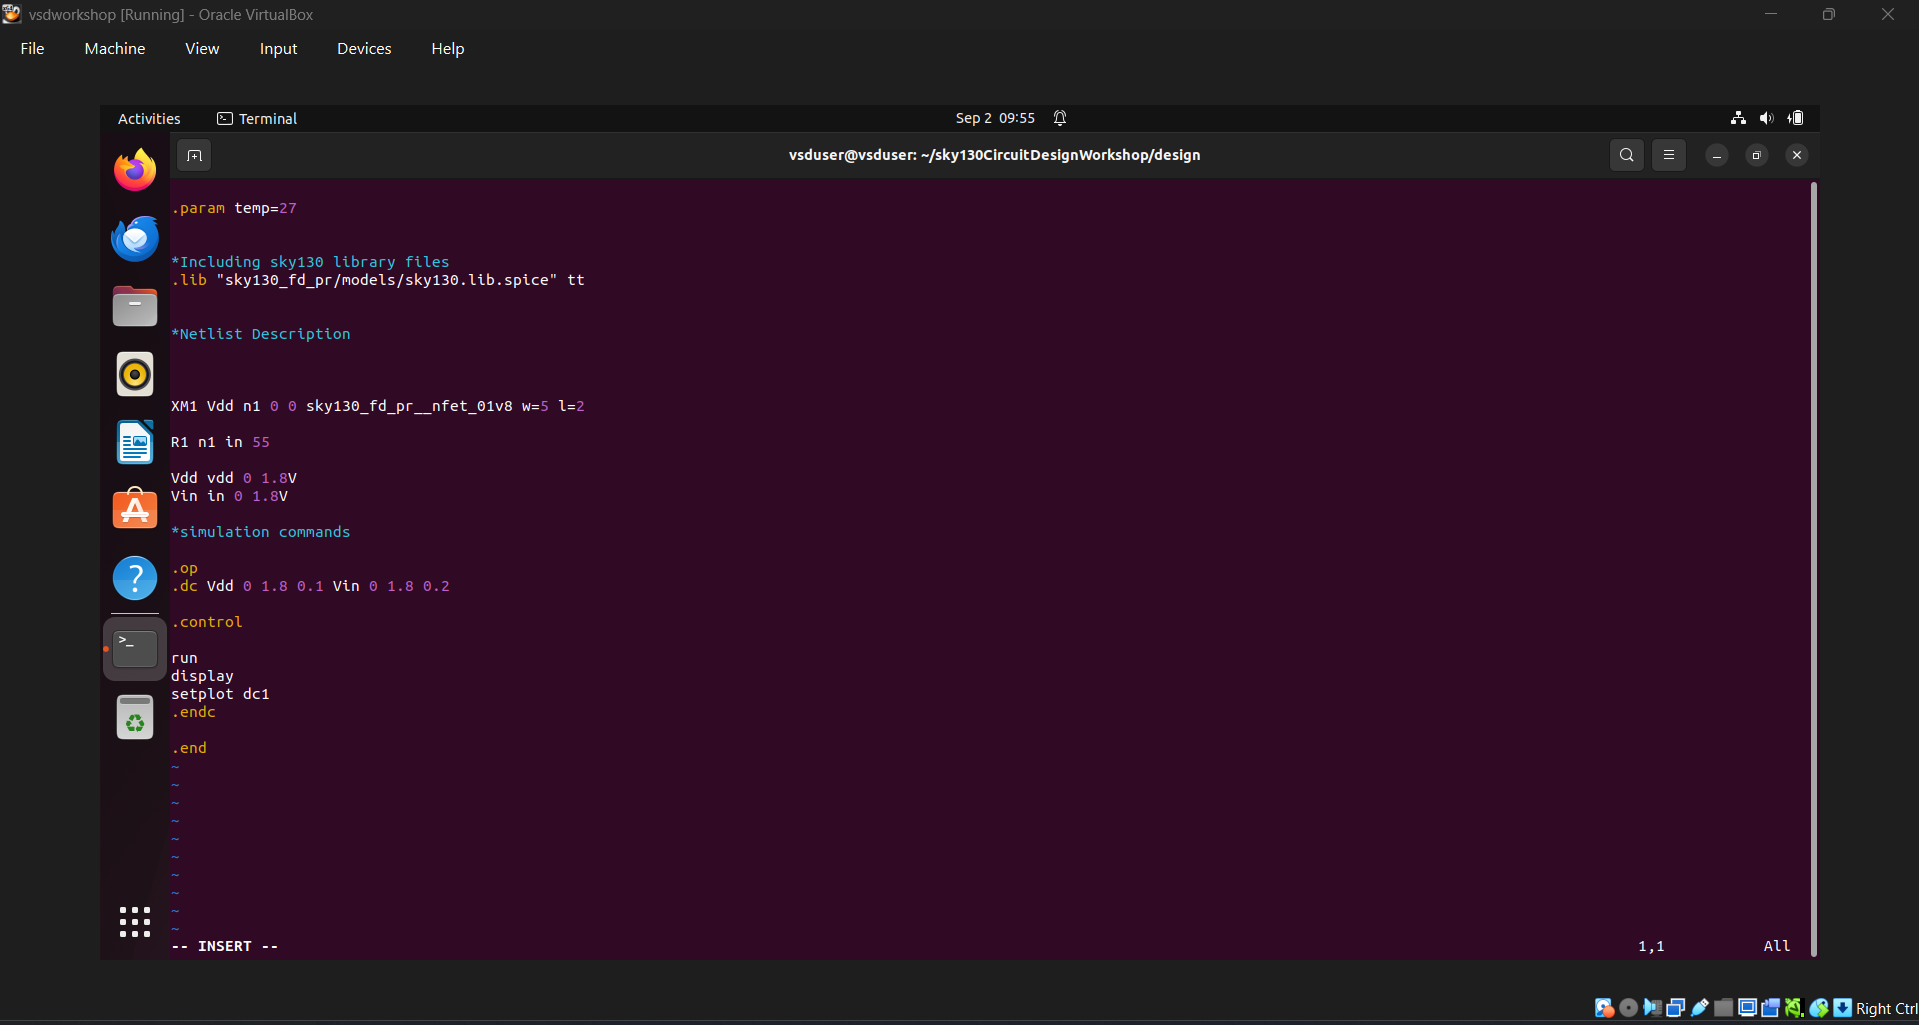 vsdworkshop [Running] - Oracle VirtualBox
File Machine View Input Devices Help
Activities Terminal Sep 2 09:55
vsduser@vsduser: ~/sky130CircuitDesignWorkshop/design
.param temp=27
*Including sky130 library files
.lib "sky130_fd_pr/models/sky130.lib.spice" tt
*Netlist Description
XM1 Vdd n1 0 0 sky130_fd_pr__nfet_01v8 w=5 l=2
R1 n1 in 55
Vdd vdd 0 1.8V
Vin in 0 1.8V
*simulation commands
.op
.dc Vdd 0 1.8 0.1 Vin 0 1.8 0.2
.control
run
display
setplot dc1
.endc
.end
~
~
~
~
~
~
~
~
~
~
-- INSERT -- 1,1 All
Right Ctrl